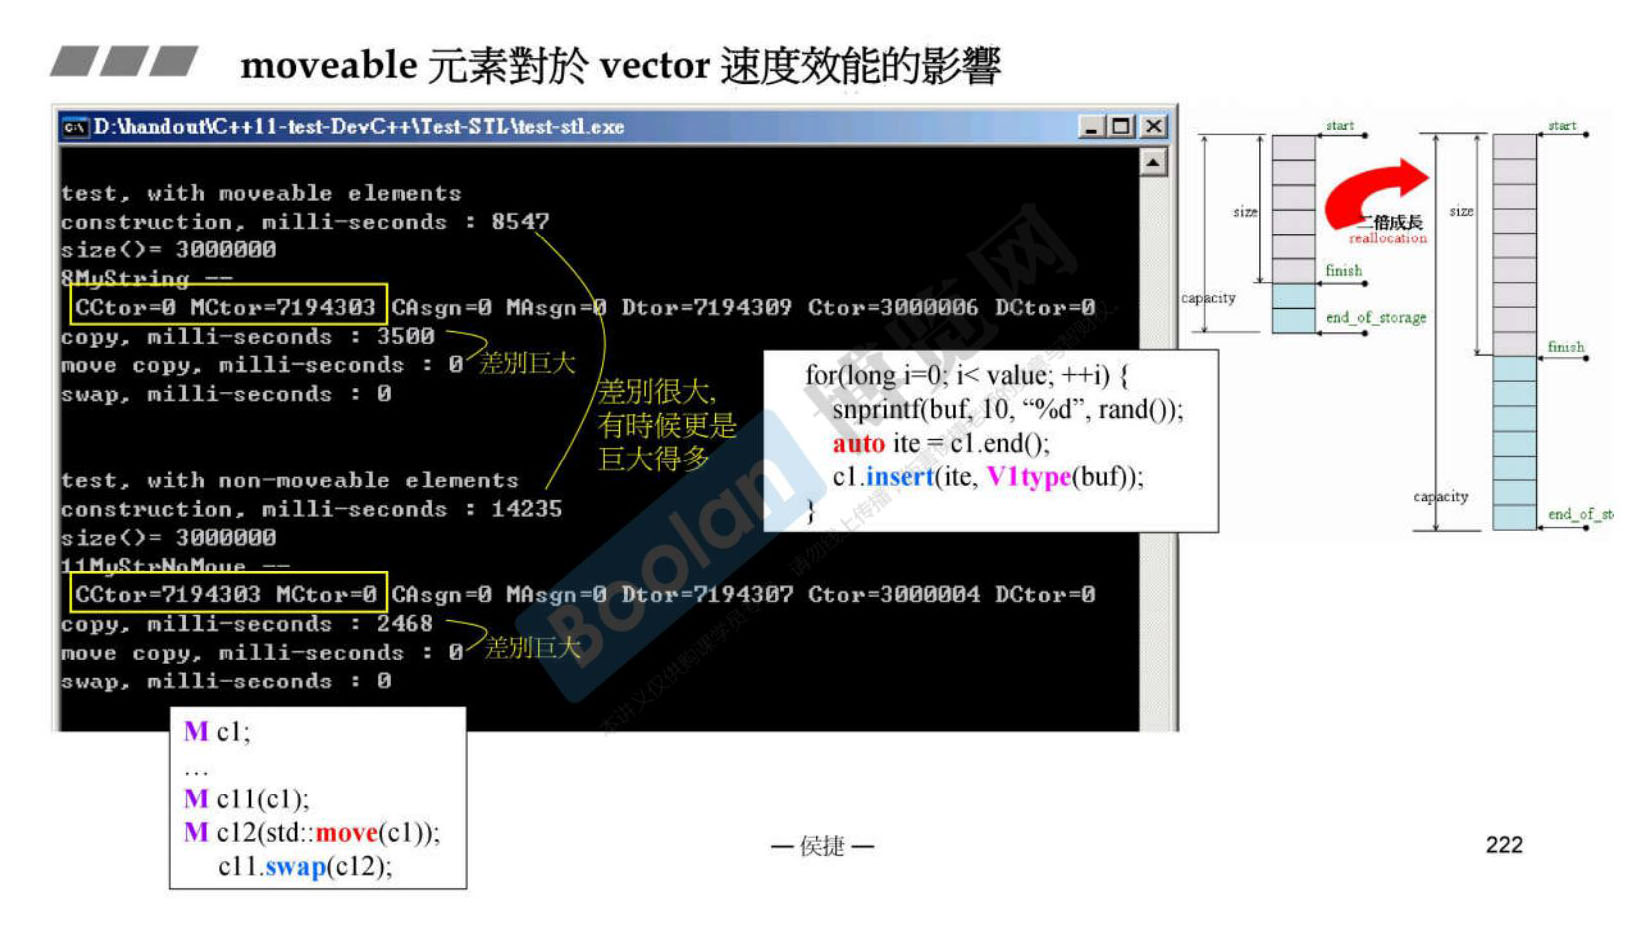 moveable 元素對於 vector 速度效能的影響
D:\handout\C++11-test-DevC++\Test-STL\test-stl.exe
test, with moveable elements
construction, milli-seconds : 8547
size()= 3000000
8MyString --
CCtor=0 MCtor=7194303 CAsgn=0 MAsgn=0 Dtor=7194309 Ctor=3000006 DCtor=0
copy, milli-seconds : 3500
move copy, milli-seconds : 0
差別巨大
swap, milli-seconds : 0
差別很大,
有時候更是
巨大得多
test, with non-moveable elements
construction, milli-seconds : 14235
size()= 3000000
11MyStrNoMove --
CCtor=7194303 MCtor=0 CAsgn=0 MAsgn=0 Dtor=7194307 Ctor=3000004 DCtor=0
copy, milli-seconds : 2468
move copy, milli-seconds : 0
差別巨大
swap, milli-seconds : 0
for(long i=0; i< value; ++i) {
snprintf(buf, 10, “%d”, rand());
auto ite = c1.end();
c1.insert(ite, V1type(buf));
}
M c1;
…
M c11(c1);
M c12(std::move(c1));
c11.swap(c12);
start
size
finish
capacity
end_of_storage
二倍成長
reallocation
start
size
finish
capacity
end_of_st
Boolan
博览网
— 侯捷 —
222